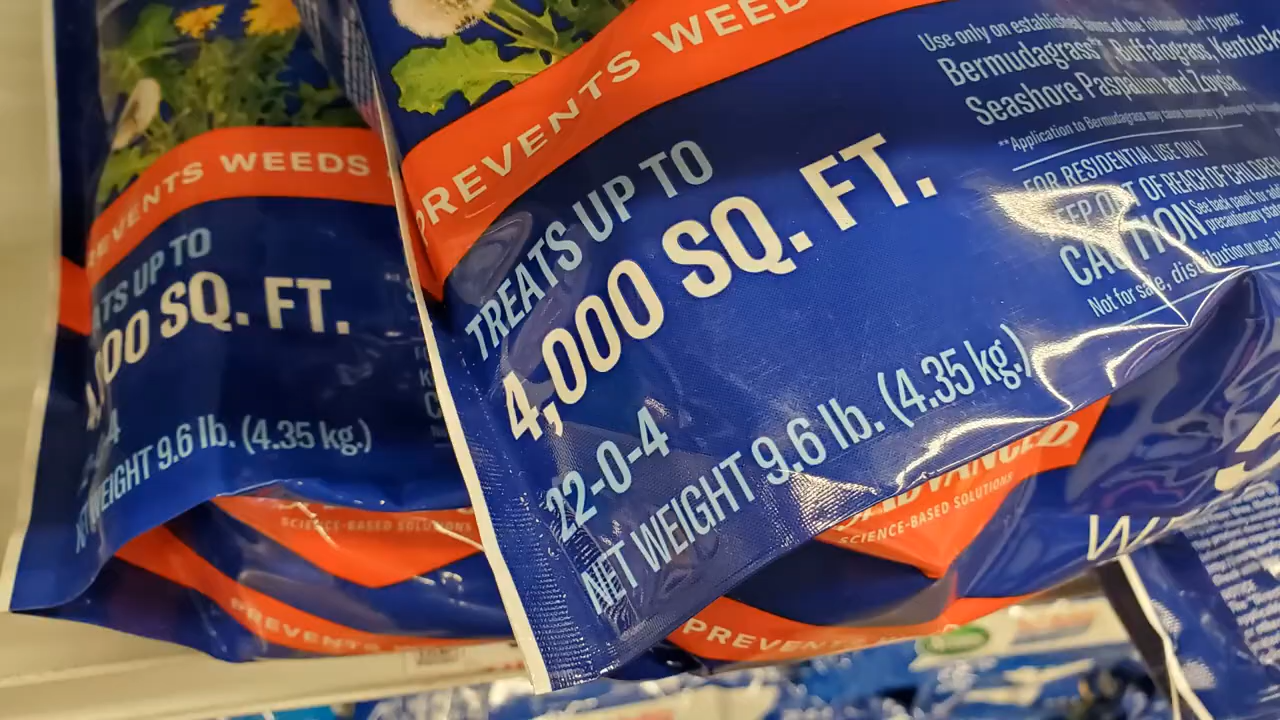 PREVENTS WEEDS
TREATS UP TO
4,000 SQ. FT.
22-0-4
NET WEIGHT 9.6 lb. (4.35 kg.)
Use only on established lawns of the following turf types:
Bermudagrass**, Buffalograss, Kentucky
Seashore Paspalum and Zoysia.
**Application to Bermudagrass may cause temporary yellowing
FOR RESIDENTIAL USE ONLY
KEEP OUT OF REACH OF CHILDREN
CAUTION See back panel for
precautionary
Not for sale, distribution or use in
ADVANCED
SCIENCE-BASED SOLUTIONS
PREVENTS
EVENTS WEEDS
ATS UP TO
000 SQ. FT.
-4
NET WEIGHT 9.6 lb. (4.35 kg.)
SCIENCE-BASED SOLUTIONS
PREVENTS